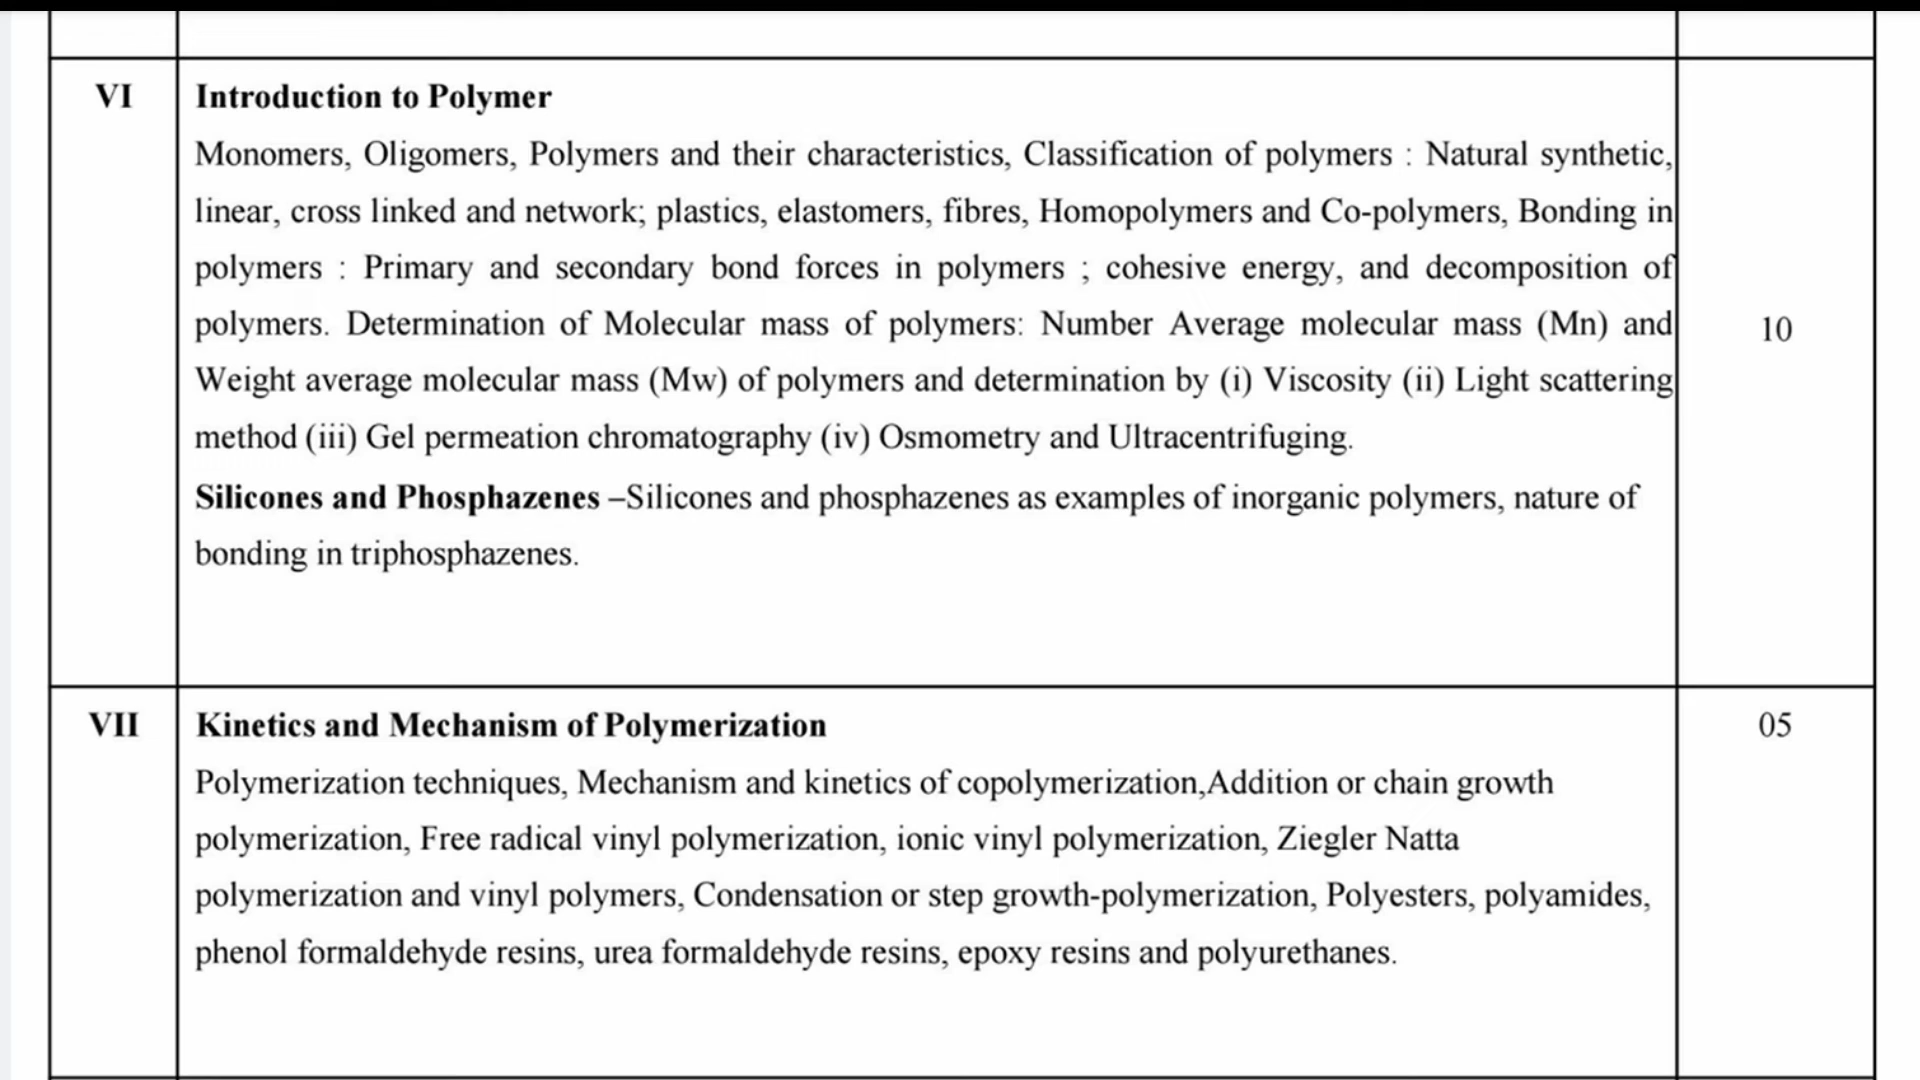 VI
Introduction to Polymer
Monomers, Oligomers, Polymers and their characteristics, Classification of polymers : Natural synthetic,
linear, cross linked and network; plastics, elastomers, fibres, Homopolymers and Co-polymers, Bonding in
polymers : Primary and secondary bond forces in polymers ; cohesive energy, and decomposition of
polymers. Determination of Molecular mass of polymers: Number Average molecular mass (Mn) and
Weight average molecular mass (Mw) of polymers and determination by (i) Viscosity (ii) Light scattering
method (iii) Gel permeation chromatography (iv) Osmometry and Ultracentrifuging.
Silicones and Phosphazenes –Silicones and phosphazenes as examples of inorganic polymers, nature of
bonding in triphosphazenes.
10
VII
Kinetics and Mechanism of Polymerization
Polymerization techniques, Mechanism and kinetics of copolymerization,Addition or chain growth
polymerization, Free radical vinyl polymerization, ionic vinyl polymerization, Ziegler Natta
polymerization and vinyl polymers, Condensation or step growth-polymerization, Polyesters, polyamides,
phenol formaldehyde resins, urea formaldehyde resins, epoxy resins and polyurethanes.
05